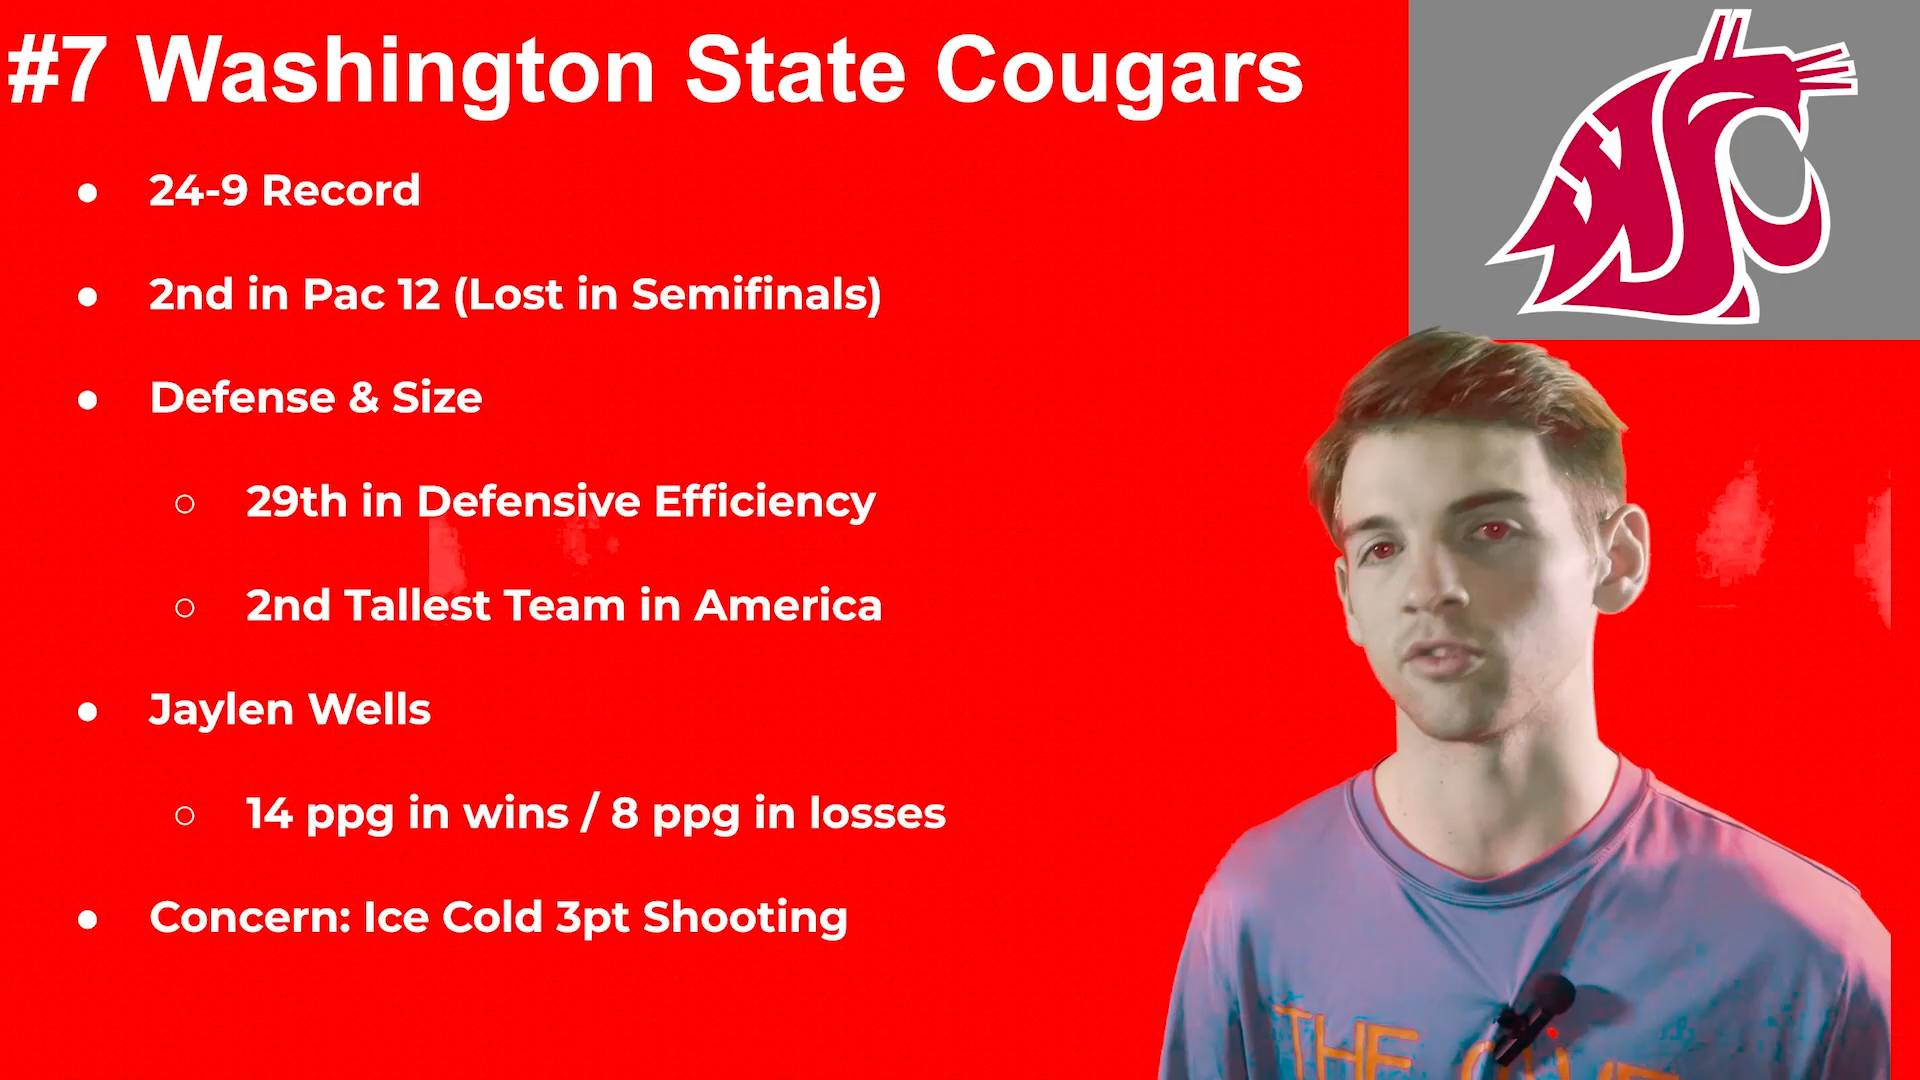 #7 Washington State Cougars
● 24-9 Record
● 2nd in Pac 12 (Lost in Semifinals)
● Defense & Size
○ 29th in Defensive Efficiency
○ 2nd Tallest Team in America
● Jaylen Wells
○ 14 ppg in wins / 8 ppg in losses
● Concern: Ice Cold 3pt Shooting
WSC
THE